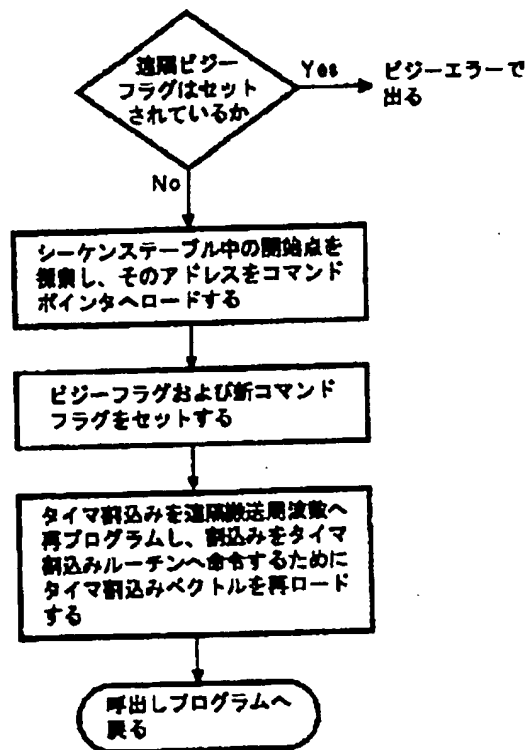 遠隔ビジー
フラグはセット
されているか
Yes
ビジーエラーで
出る
No
シーケンステーブル中の開始点を
探索し、そのアドレスをコマンド
ポインタへロードする
ビジーフラグおよび新コマンド
フラグをセットする
タイマ割込みを遠隔搬送周波数へ
再プログラムし、割込みをタイマ
割込みルーチンへ命令するために
タイマ割込みベクトルを再ロード
する
呼出しプログラムへ
戻る